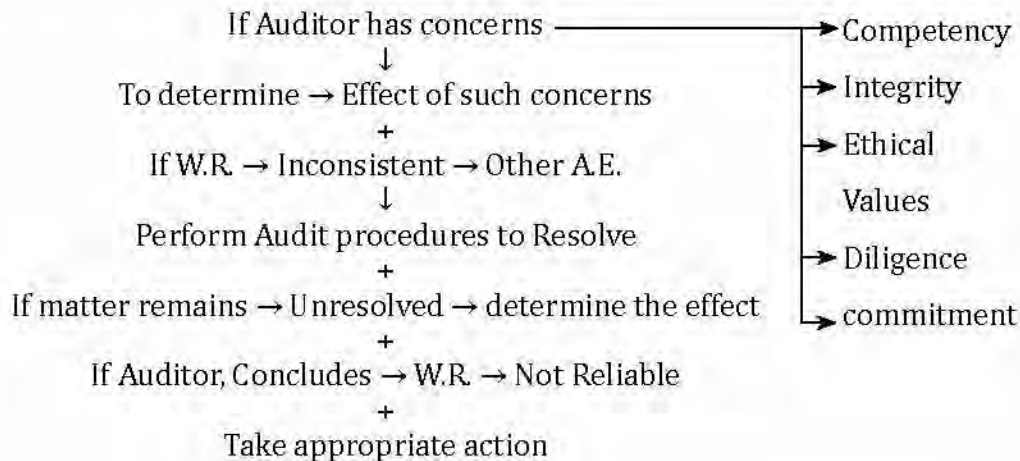 If Auditor has concerns
↓
To determine → Effect of such concerns
+
If W.R. → Inconsistent → Other A.E.
↓
Perform Audit procedures to Resolve
+
If matter remains → Unresolved → determine the effect
+
If Auditor, Concludes → W.R. → Not Reliable
+
Take appropriate action
Competency
Integrity
Ethical
Values
Diligence
commitment